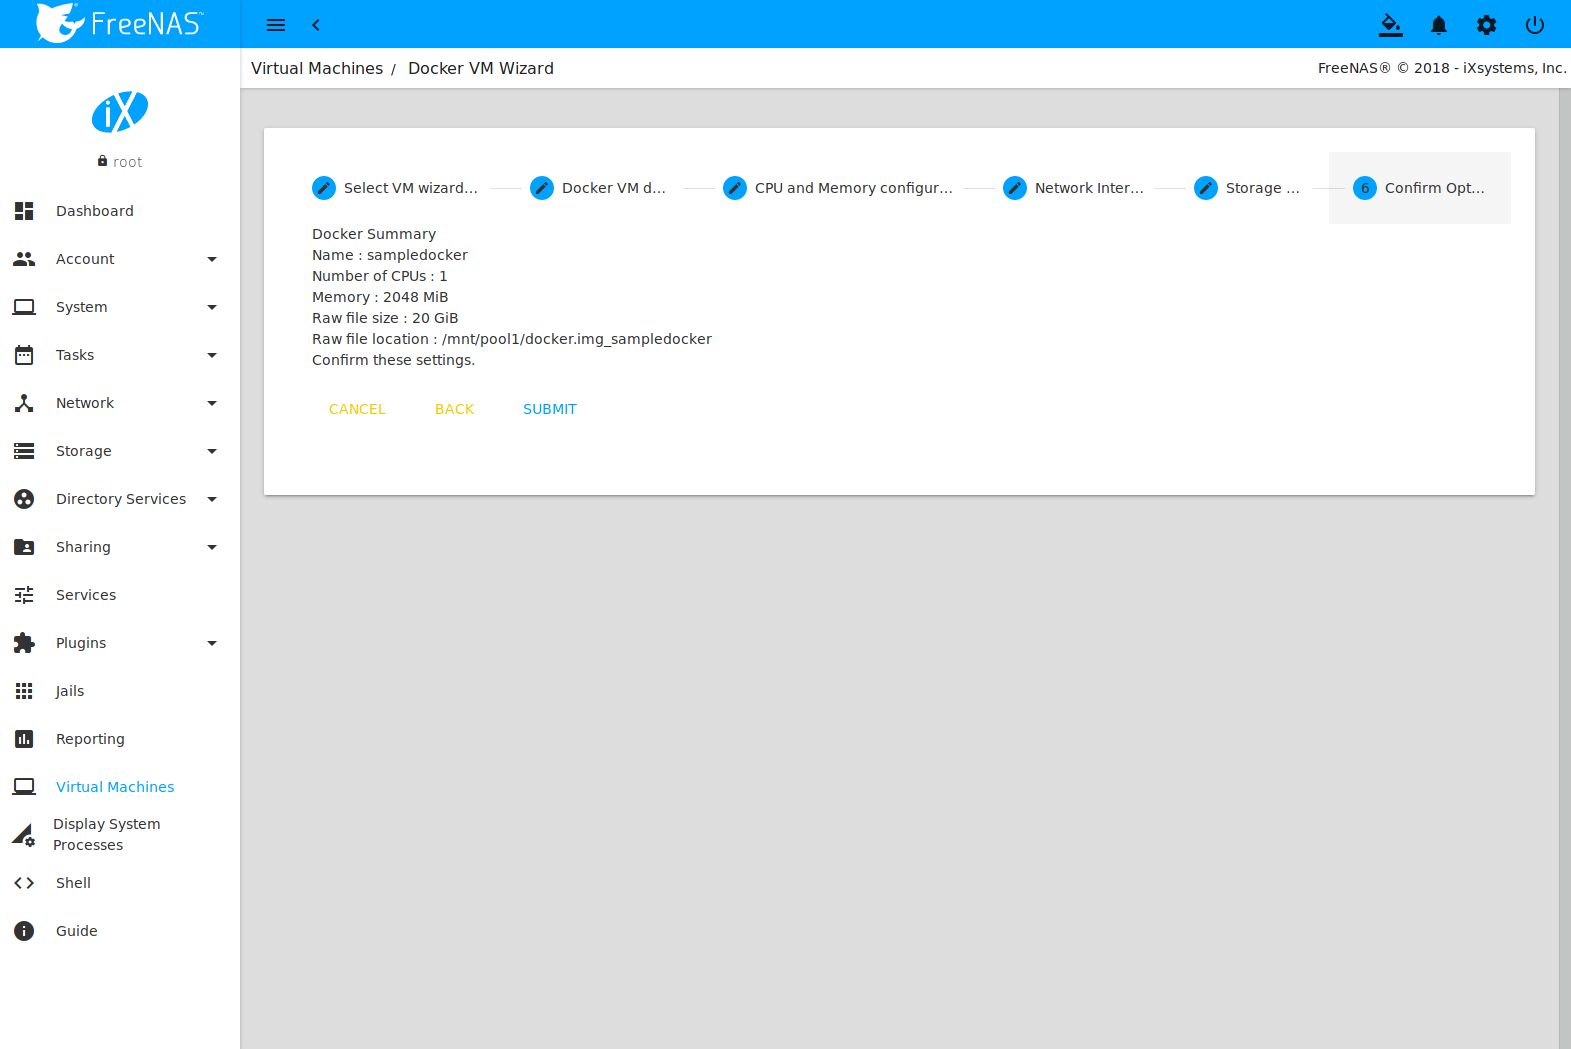 FreeNAS™
Virtual Machines / Docker VM Wizard
FreeNAS® © 2018 - iXsystems, Inc.
iX
root
Dashboard
Account
System
Tasks
Network
Storage
Directory Services
Sharing
Services
Plugins
Jails
Reporting
Virtual Machines
Display System
Processes
Shell
Guide
Select VM wizard... Docker VM d... CPU and Memory configur... Network Inter... Storage ... 6 Confirm Opt...
Docker Summary
Name : sampledocker
Number of CPUs : 1
Memory : 2048 MiB
Raw file size : 20 GiB
Raw file location : /mnt/pool1/docker.img_sampledocker
Confirm these settings.
CANCEL BACK SUBMIT